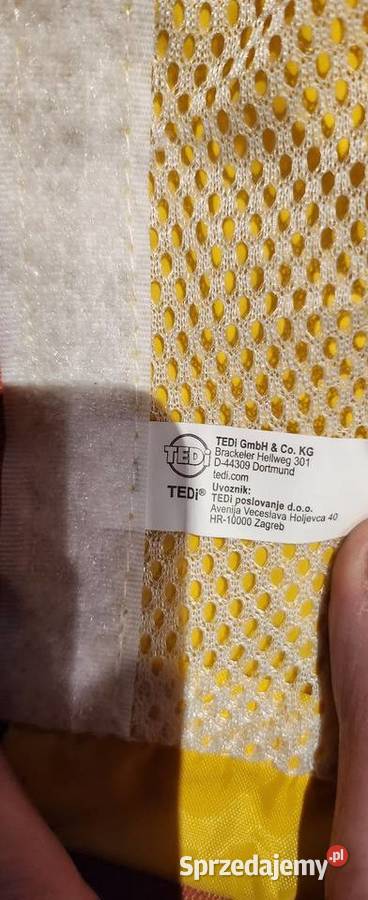 TEDi
TEDi®
TEDi GmbH & Co. KG
Brackeler Hellweg 301
D-44309 Dortmund
tedi.com
Uvoznik:
TEDi poslovanje d.o.o.
Avenija Veceslava Holjevca 40
HR-10000 Zagreb
Sprzedajemy.pl